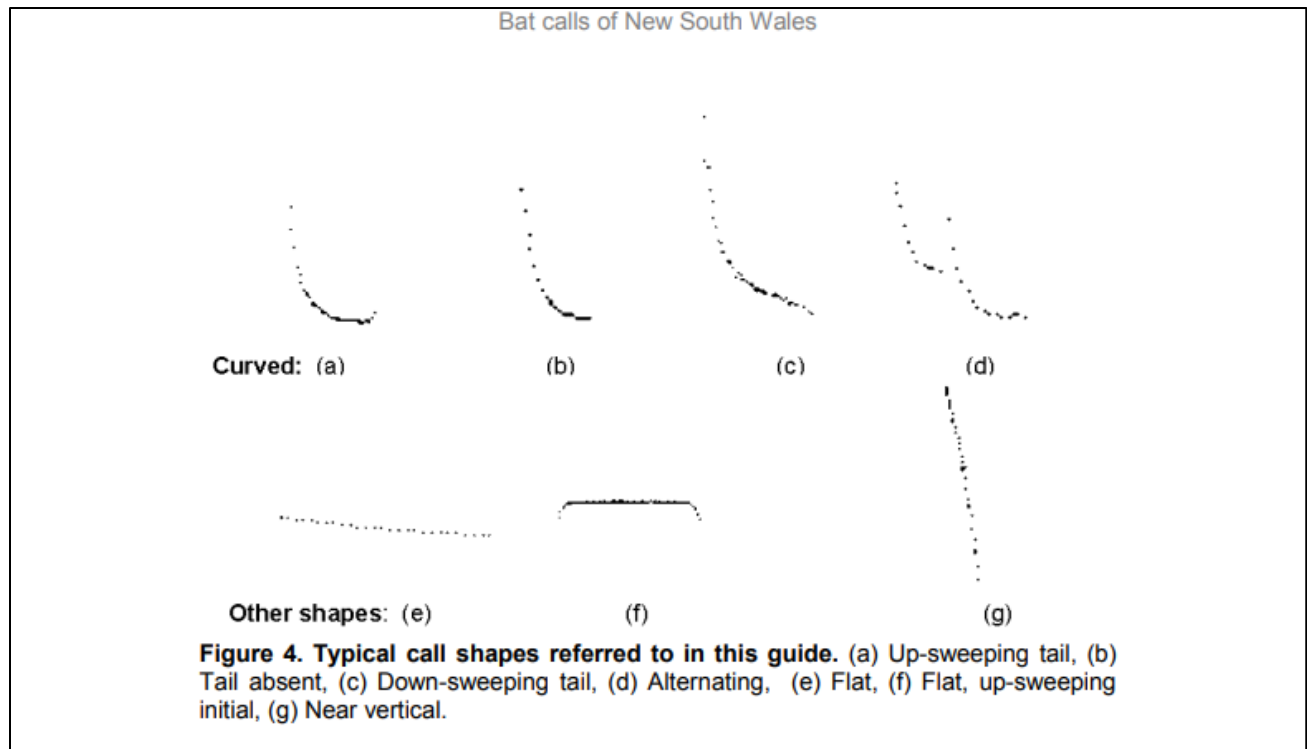 Bat calls of New South Wales
Curved: (a) (b) (c) (d)
Other shapes: (e) (f) (g)
Figure 4. Typical call shapes referred to in this guide. (a) Up-sweeping tail, (b)
Tail absent, (c) Down-sweeping tail, (d) Alternating, (e) Flat, (f) Flat, up-sweeping
initial, (g) Near vertical.